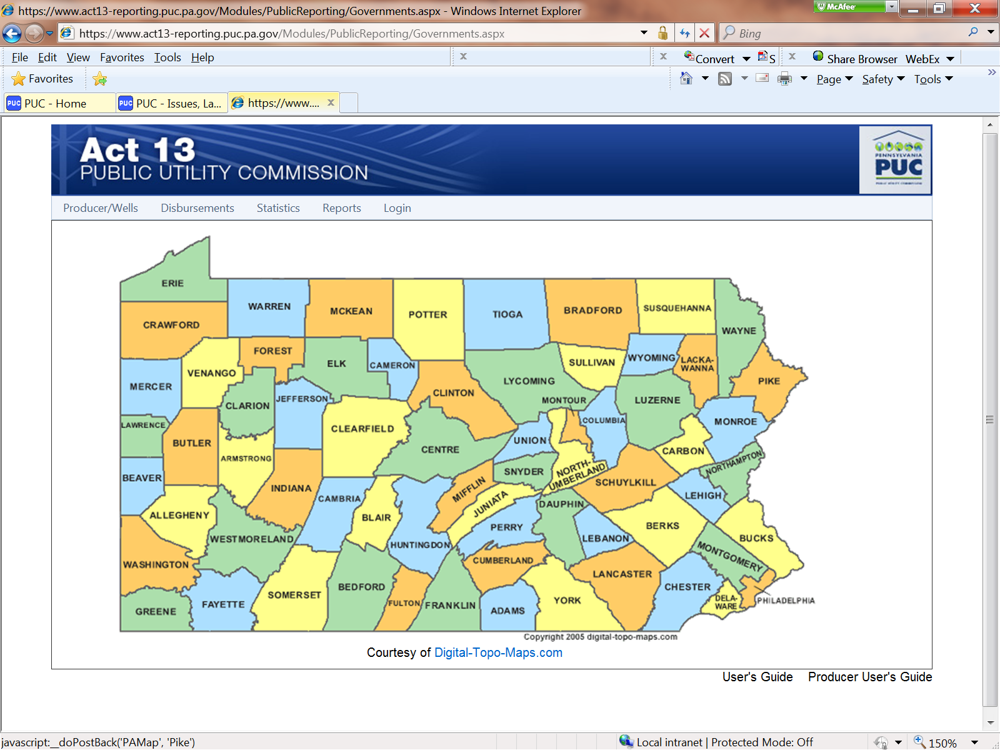 https://www.act13-reporting.puc.pa.gov/Modules/PublicReporting/Governments.aspx - Windows Internet Explorer
McAfee
https://www.act13-reporting.puc.pa.gov/Modules/PublicReporting/Governments.aspx
Bing
File Edit View Favorites Tools Help
x x Convert S x Share Browser WebEx
Favorites
Page Safety Tools
PUC PUC - Home PUC PUC - Issues, La... https://www.... x
Act 13
PUBLIC UTILITY COMMISSION
PENNSYLVANIA
PUC
PUBLIC UTILITY COMMISSION
Producer/Wells Disbursements Statistics Reports Login
ERIE
WARREN
MCKEAN
POTTER
TIOGA
BRADFORD
SUSQUEHANNA
WAYNE
CRAWFORD
FOREST
ELK
CAMERON
SULLIVAN
WYOMING
LACKA-
WANNA
PIKE
MERCER
VENANGO
CLARION
JEFFERSON
CLINTON
LYCOMING
MONTOUR
COLUMBIA
LUZERNE
MONROE
LAWRENCE
BUTLER
ARMSTRONG
CLEARFIELD
CENTRE
UNION
SNYDER
NORTH-
UMBERLAND
CARBON
NORTHAMPTON
BEAVER
INDIANA
CAMBRIA
MIFFLIN
JUNIATA
SCHUYLKILL
LEHIGH
ALLEGHENY
WESTMORELAND
BLAIR
HUNTINGDON
PERRY
DAUPHIN
LEBANON
BERKS
MONTGOMERY
BUCKS
WASHINGTON
SOMERSET
BEDFORD
CUMBERLAND
LANCASTER
CHESTER
DELA-
WARE
PHILADELPHIA
GREENE
FAYETTE
FULTON
FRANKLIN
ADAMS
YORK
Copyright 2005 digital-topo-maps.com
Courtesy of Digital-Topo-Maps.com
User's Guide Producer User's Guide
javascript:__doPostBack('PAMap', 'Pike')
Local intranet | Protected Mode: Off
150%